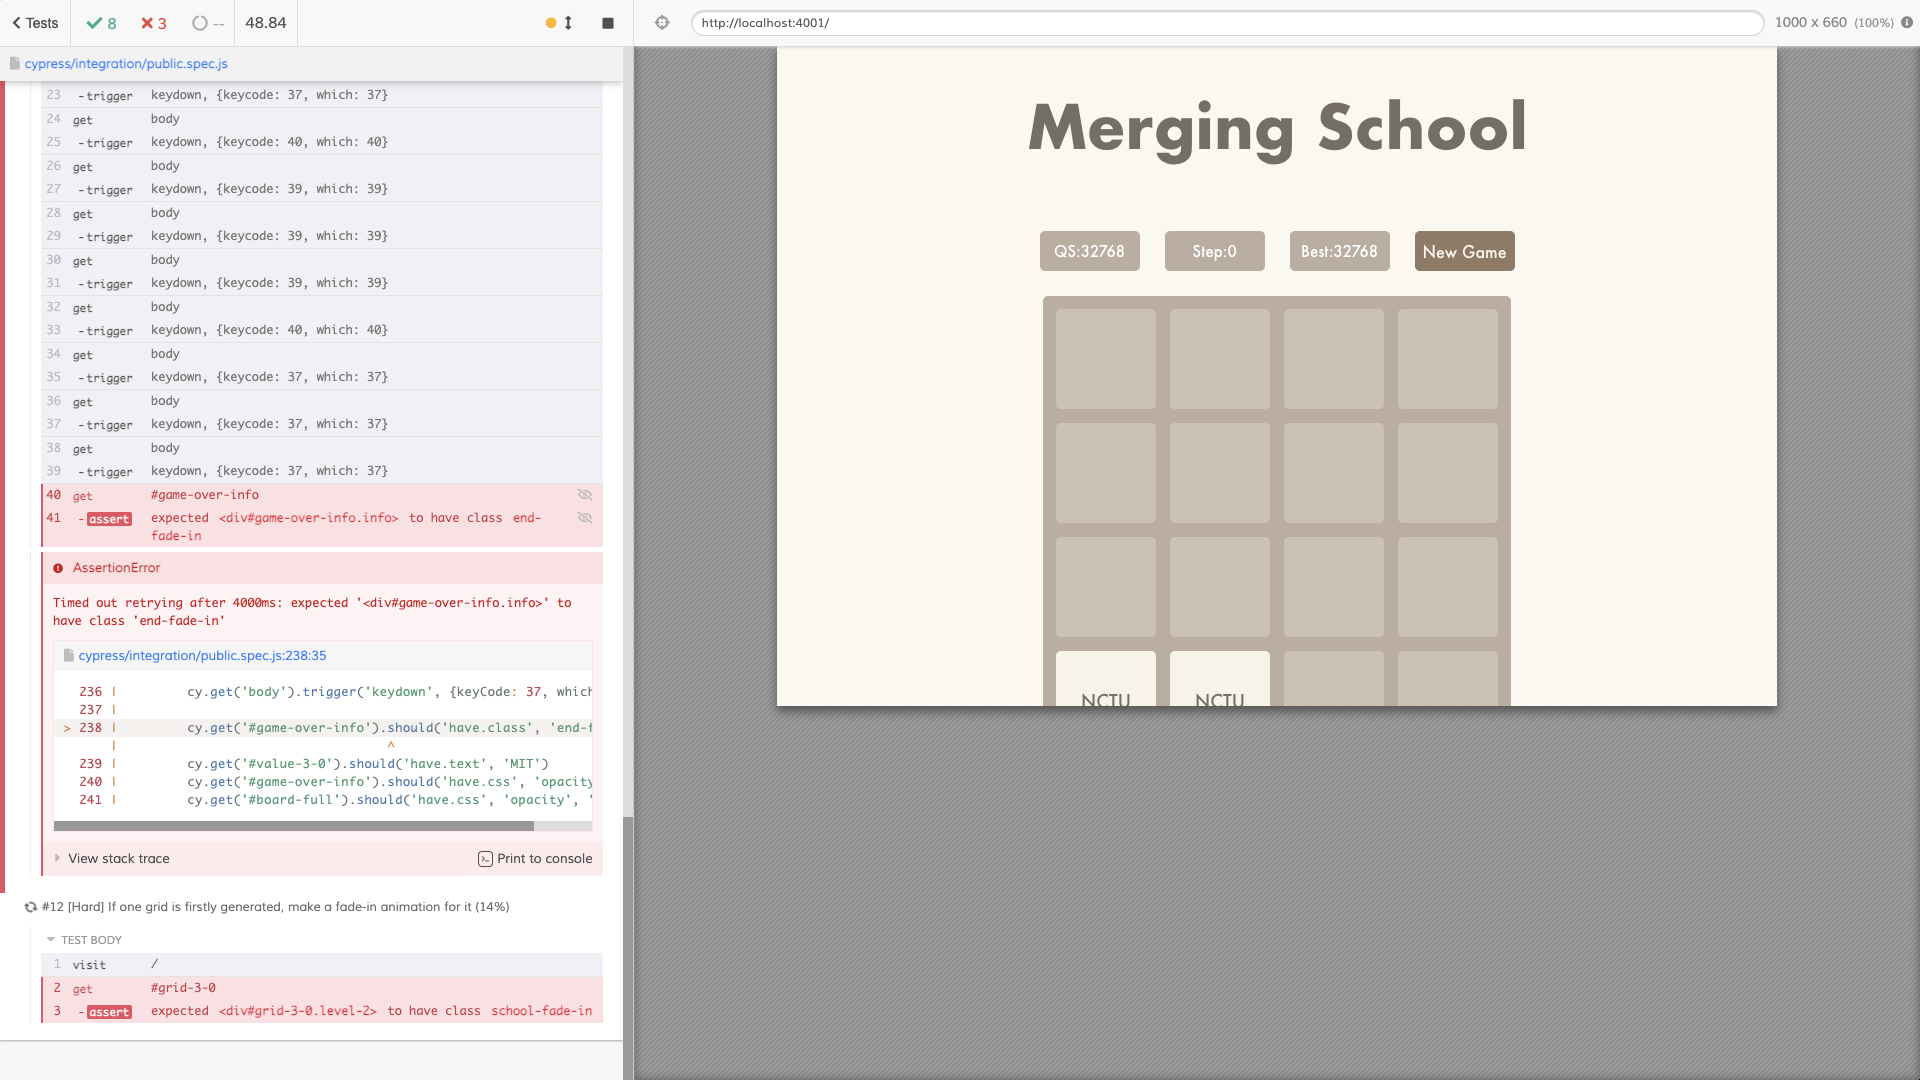 Tests
8
3
--
48.84
http://localhost:4001/
1000 x 660 (100%)
cypress/integration/public.spec.js
23 -trigger keydown, {keycode: 37, which: 37}
24 get body
25 -trigger keydown, {keycode: 40, which: 40}
26 get body
27 -trigger keydown, {keycode: 39, which: 39}
28 get body
29 -trigger keydown, {keycode: 39, which: 39}
30 get body
31 -trigger keydown, {keycode: 39, which: 39}
32 get body
33 -trigger keydown, {keycode: 40, which: 40}
34 get body
35 -trigger keydown, {keycode: 37, which: 37}
36 get body
37 -trigger keydown, {keycode: 37, which: 37}
38 get body
39 -trigger keydown, {keycode: 37, which: 37}
40 get #game-over-info
41 -assert expected <div#game-over-info.info> to have class end-
fade-in
AssertionError
Timed out retrying after 4000ms: expected '<div#game-over-info.info>' to
have class 'end-fade-in'
cypress/integration/public.spec.js:238:35
236 | cy.get('body').trigger('keydown', {keyCode: 37, which
237 |
> 238 | cy.get('#game-over-info').should('have.class', 'end-f
| ^
239 | cy.get('#value-3-0').should('have.text', 'MIT')
240 | cy.get('#game-over-info').should('have.css', 'opacity
241 | cy.get('#board-full').should('have.css', 'opacity', '
View stack trace
Print to console
#12 [Hard] If one grid is firstly generated, make a fade-in animation for it (14%)
TEST BODY
1 visit /
2 get #grid-3-0
3 -assert expected <div#grid-3-0.level-2> to have class school-fade-in
Merging School
QS:32768
Step:0
Best:32768
New Game
NCTU
NCTU